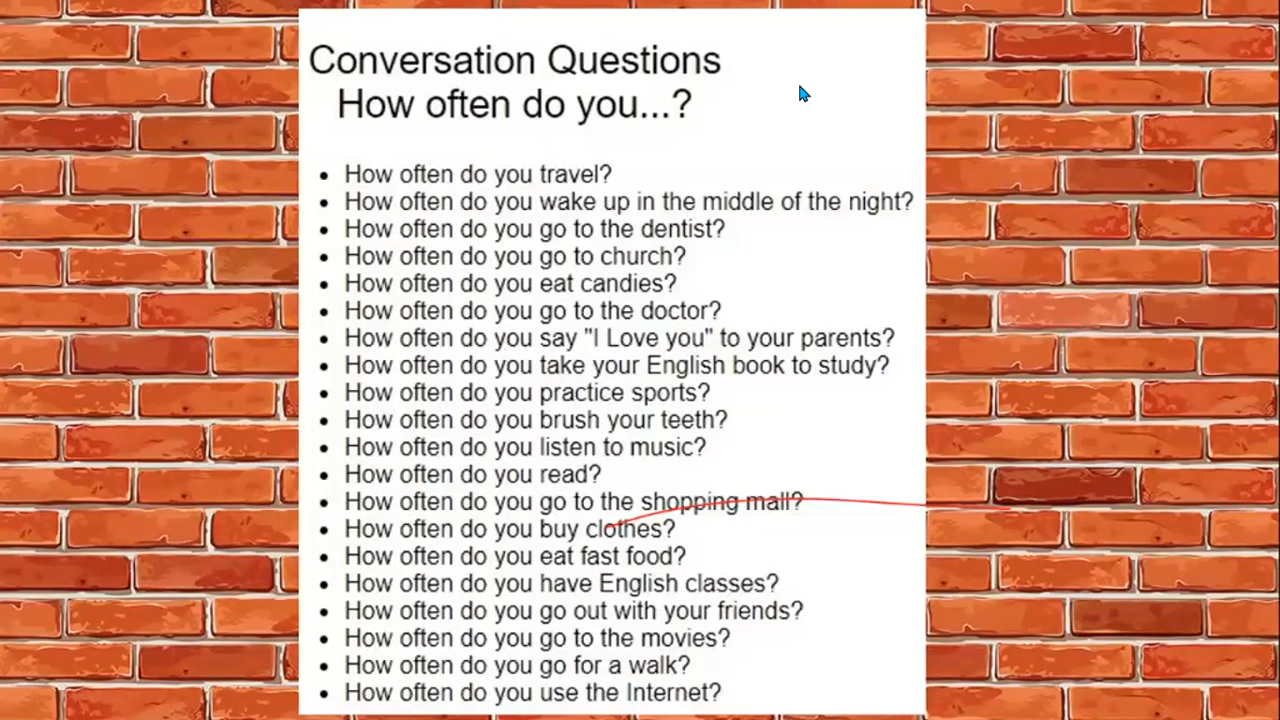 Conversation Questions
How often do you...?
• How often do you travel?
• How often do you wake up in the middle of the night?
• How often do you go to the dentist?
• How often do you go to church?
• How often do you eat candies?
• How often do you go to the doctor?
• How often do you say "I Love you" to your parents?
• How often do you take your English book to study?
• How often do you practice sports?
• How often do you brush your teeth?
• How often do you listen to music?
• How often do you read?
• How often do you go to the shopping mall?
• How often do you buy clothes?
• How often do you eat fast food?
• How often do you have English classes?
• How often do you go out with your friends?
• How often do you go to the movies?
• How often do you go for a walk?
• How often do you use the Internet?